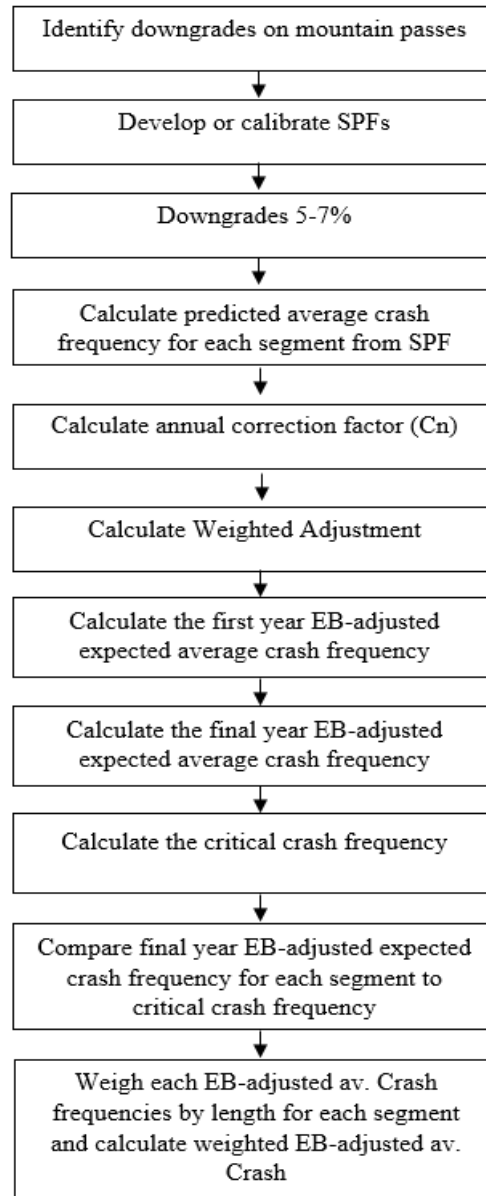 Identify downgrades on mountain passes
Develop or calibrate SPFs
Downgrades 5-7%
Calculate predicted average crash
frequency for each segment from SPF
Calculate annual correction factor (Cn)
Calculate Weighted Adjustment
Calculate the first year EB-adjusted
expected average crash frequency
Calculate the final year EB-adjusted
expected average crash frequency
Calculate the critical crash frequency
Compare final year EB-adjusted expected
crash frequency for each segment to
critical crash frequency
Weigh each EB-adjusted av. Crash
frequencies by length for each segment
and calculate weighted EB-adjusted av.
Crash